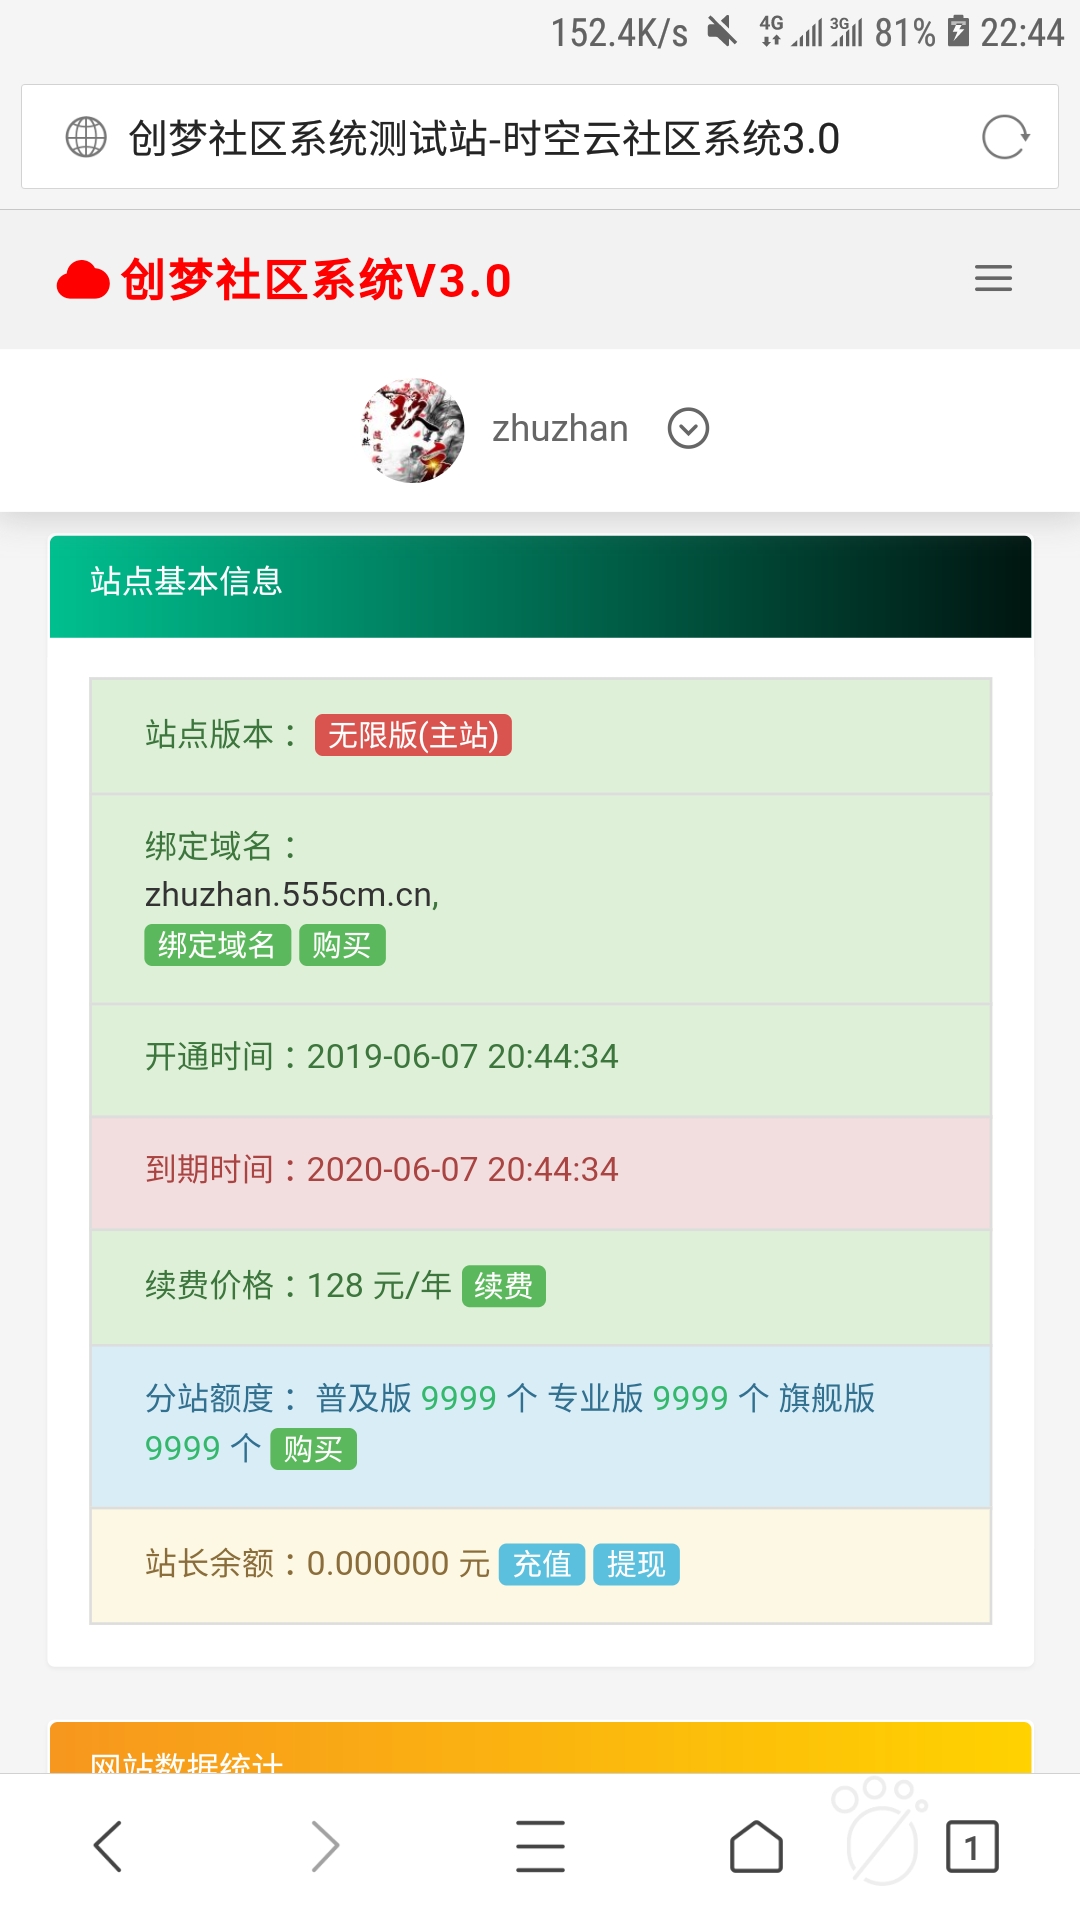 152.4K/s 4G 3G 81% 22:44
创梦社区系统测试站-时空云社区系统3.0
创梦社区系统V3.0
zhuzhan
站点基本信息
站点版本： 无限版(主站)
绑定域名：
zhuzhan.555cm.cn,
绑定域名 购买
开通时间：2019-06-07 20:44:34
到期时间：2020-06-07 20:44:34
续费价格：128 元/年 续费
分站额度： 普及版 9999 个 专业版 9999 个 旗舰版
9999 个 购买
站长余额：0.000000 元 充值 提现
网站数据统计
1